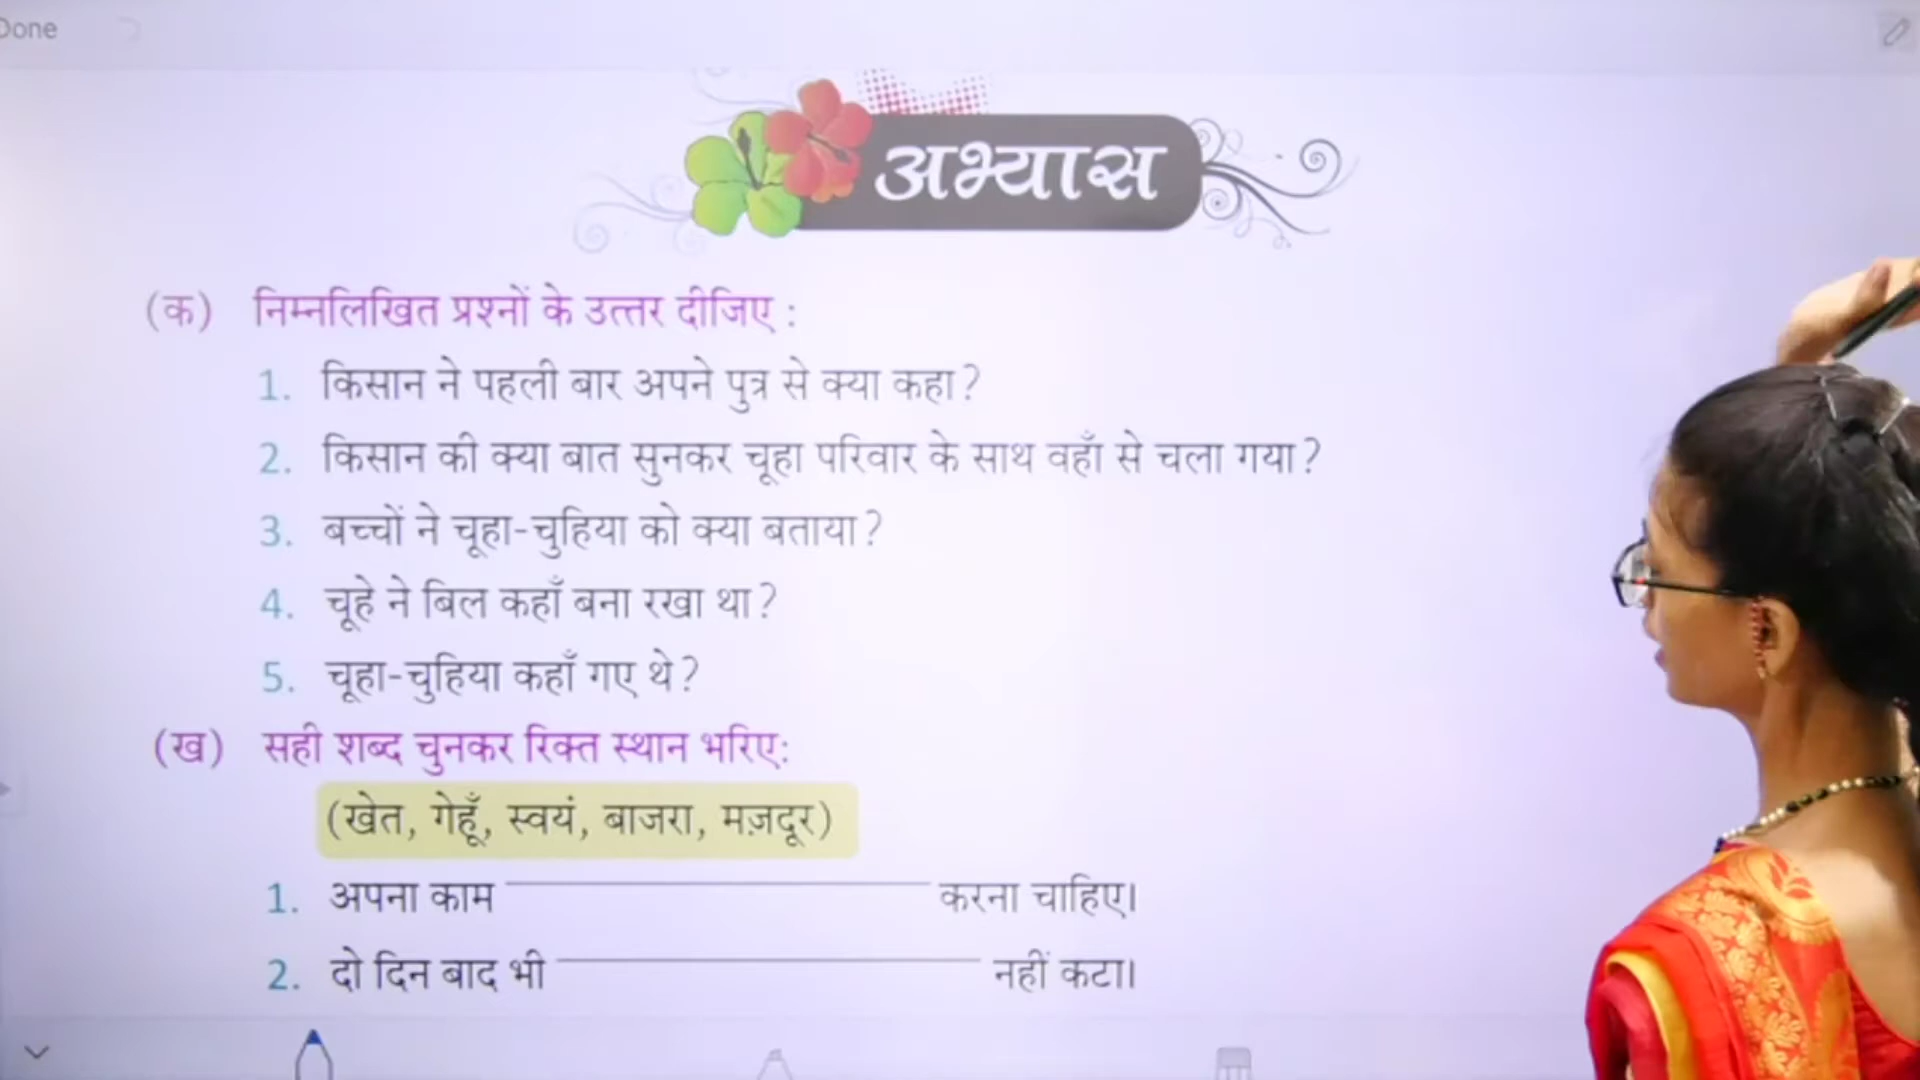 Done
अभ्यास
(क) निम्नलिखित प्रश्नों के उत्तर दीजिए :
1. किसान ने पहली बार अपने पुत्र से क्या कहा?
2. किसान की क्या बात सुनकर चूहा परिवार के साथ वहाँ से चला गया?
3. बच्चों ने चूहा-चुहिया को क्या बताया?
4. चूहे ने बिल कहाँ बना रखा था?
5. चूहा-चुहिया कहाँ गए थे?
(ख) सही शब्द चुनकर रिक्त स्थान भरिए:
(खेत, गेहूँ, स्वयं, बाजरा, मज़दूर)
1. अपना काम ____________ करना चाहिए।
2. दो दिन बाद भी ____________ नहीं कटा।